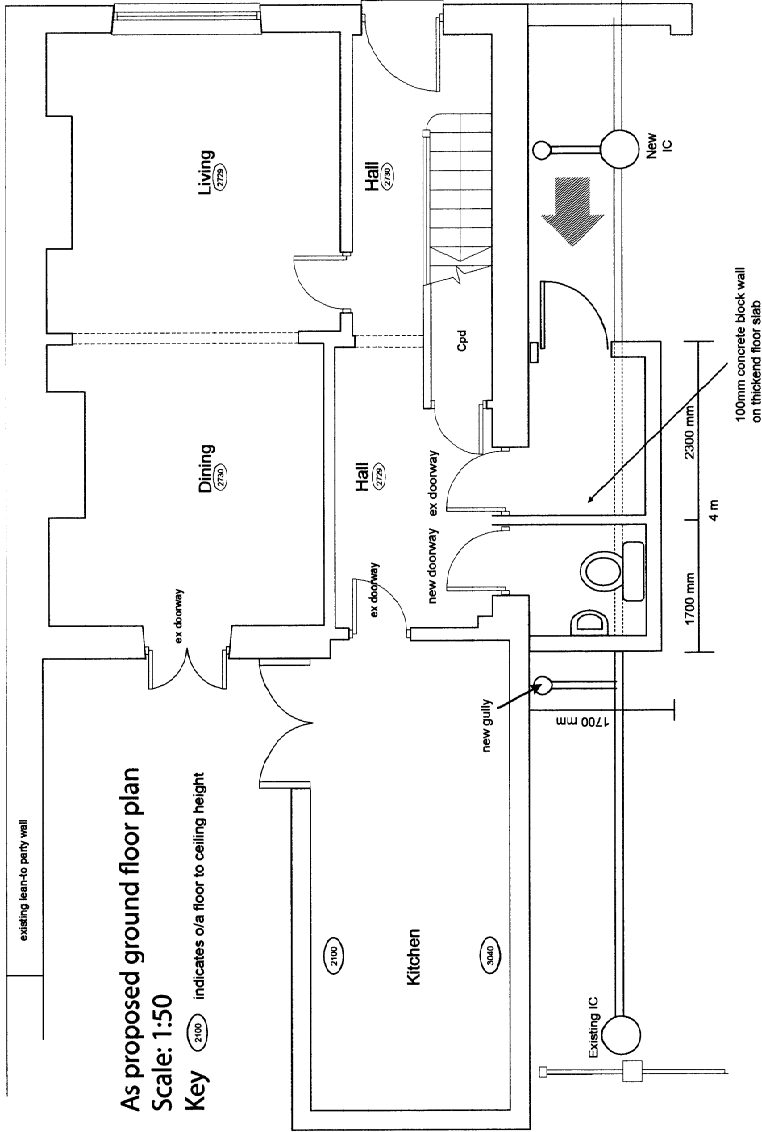 existing lean-to party wall
As proposed ground floor plan
Scale: 1:50
Key 2100 indicates o/a floor to ceiling height
ex doorway
Dining
2730
Living
2729
2100
Kitchen
3040
ex doorway
Hall
2729
Hall
2730
new doorway
ex doorway
Cpd
new gully
1700 mm
Existing IC
New
IC
1700 mm
2300 mm
4 m
100mm concrete block wall
on thickend floor slab